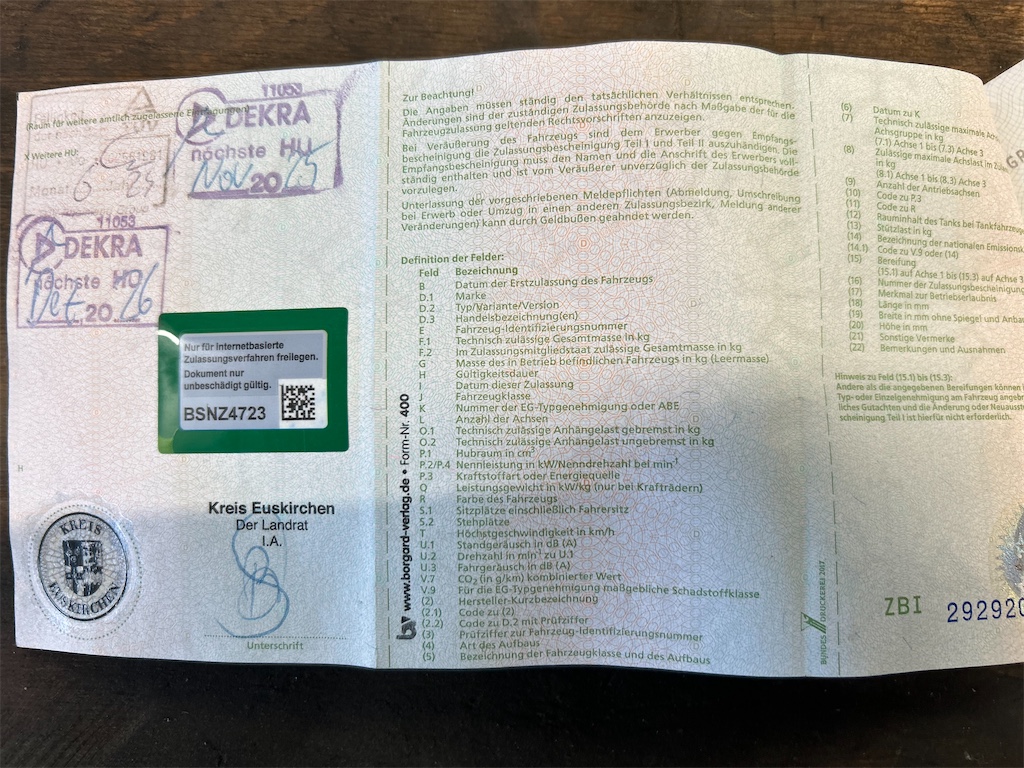 (Raum für weitere amtlich zugelassene Eintragungen)
X Weitere HU:
Monat
11053
DEKRA
nächste HU
Nov 2025
11053
DEKRA
nächste HU
20 26
Nur für internetbasierte
Zulassungsverfahren freilegen.
Dokument nur
unbeschädigt gültig.
BSNZ4723
H
Kreis Euskirchen
Der Landrat
I.A.
KREIS
EUSKIRCHEN
Unterschrift
Zur Beachtung!
Die Angaben müssen ständig den tatsächlichen Verhältnissen entsprechen.
Änderungen sind der zuständigen Zulassungsbehörde nach Maßgabe der für die
Fahrzeugzulassung geltenden Rechtsvorschriften anzuzeigen.
Bei Veräußerung des Fahrzeugs sind dem Erwerber gegen Empfangs-
bescheinigung die Zulassungsbescheinigung Teil I und Teil II auszuhändigen. Die
Empfangsbescheinigung muss den Namen und die Anschrift des Erwerbers voll-
ständig enthalten und ist vom Veräußerer unverzüglich der Zulassungsbehörde
vorzulegen.
Unterlassung der vorgeschriebenen Meldepflichten (Abmeldung, Umschreibung
bei Erwerb oder Umzug in einen anderen Zulassungsbezirk, Meldung anderer
Veränderungen) kann durch Geldbußen geahndet werden.
Definition der Felder:
Feld Bezeichnung
B Datum der Erstzulassung des Fahrzeugs
D.1 Marke
D.2 Typ/Variante/Version
D.3 Handelsbezeichnung(en)
E Fahrzeug-Identifizierungsnummer
F.1 Technisch zulässige Gesamtmasse in kg
F.2 Im Zulassungsmitgliedstaat zulässige Gesamtmasse in kg
G Masse des in Betrieb befindlichen Fahrzeugs in kg (Leermasse)
H Gültigkeitsdauer
I Datum dieser Zulassung
J Fahrzeugklasse
K Nummer der EG-Typgenehmigung oder ABE
L Anzahl der Achsen
O.1 Technisch zulässige Anhängelast gebremst in kg
O.2 Technisch zulässige Anhängelast ungebremst in kg
P.1 Hubraum in cm³
P.2/P.4 Nennleistung in kW/Nenndrehzahl bei min⁻¹
P.3 Kraftstoffart oder Energiequelle
Q Leistungsgewicht in kW/kg (nur bei Krafträdern)
R Farbe des Fahrzeugs
S.1 Sitzplätze einschließlich Fahrersitz
S.2 Stehplätze
T Höchstgeschwindigkeit in km/h
U.1 Standgeräusch in dB (A)
U.2 Drehzahl in min⁻¹ zu U.1
U.3 Fahrgeräusch in dB (A)
V.7 CO₂ (in g/km) kombinierter Wert
V.9 Für die EG-Typgenehmigung maßgebliche Schadstoffklasse
(2) Hersteller-Kurzbezeichnung
(2.1) Code zu (2)
(2.2) Code zu D.2 mit Prüfziffer
(3) Prüfziffer zur Fahrzeug-Identifizierungsnummer
(4) Art des Aufbaus
(5) Bezeichnung der Fahrzeugklasse und des Aufbaus
bv www.borgard-verlag.de • Form-Nr. 400
(6) Datum zu K
(7) Technisch zulässige maximale
Achsgruppe in kg
(7.1) Achse 1 bis (7.3) Achse 3
(8) Zulässige maximale Achslast im
in kg
(8.1) Achse 1 bis (8.3) Achse 3
(9) Anzahl der Antriebsachsen
(10) Code zu P.3
(11) Code zu R
(12) Rauminhalt des Tanks bei Tankfahrzeug
(13) Stützlast in kg
(14) Bezeichnung der nationalen Emissions
(14.1) Code zu V.9 oder (14)
(15) Bereifung
(15.1) auf Achse 1 bis (15.3) auf Achse 3
(16) Nummer der Zulassungsbescheinigung
(17) Merkmal zur Betriebserlaubnis
(18) Länge in mm
(19) Breite in mm ohne Spiegel und Anbau
(20) Höhe in mm
(21) Sonstige Vermerke
(22) Bemerkungen und Ausnahmen
Hinweis zu Feld (15.1) bis (15.3):
Andere als die angegebenen Bereifungen können
Typ- oder Einzelgenehmigung am Fahrzeug angeb
liches Gutachten und die Änderung oder Neuausst
scheinigung Teil I ist hierfür nicht erforderlich.
BUNDESDRUCKEREI 2017
ZBI 292920